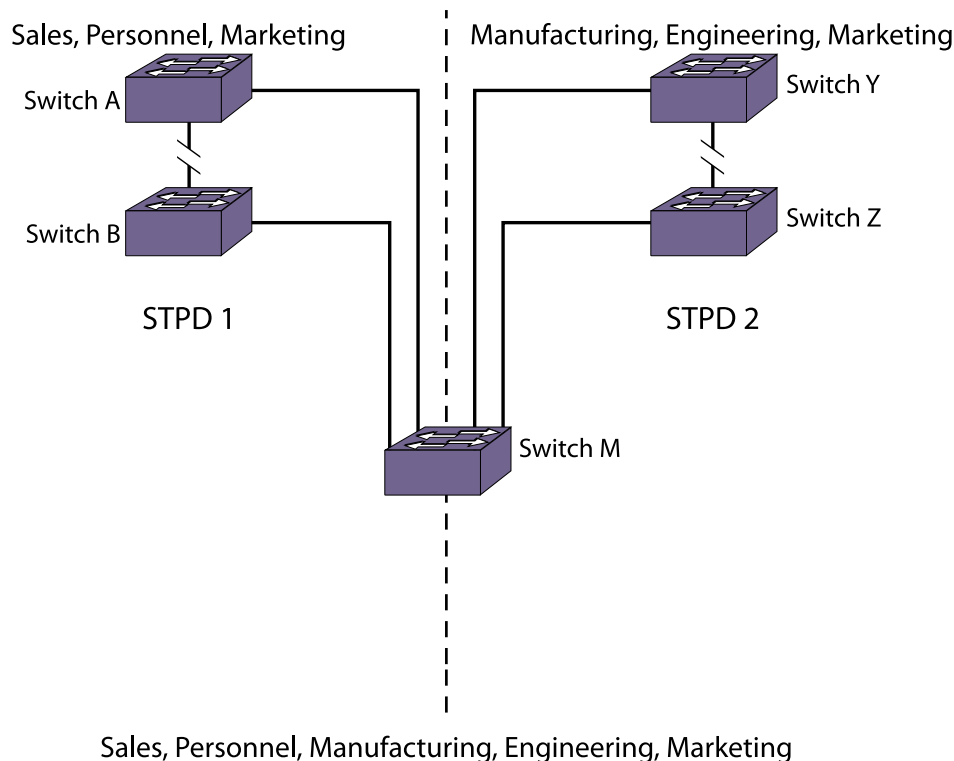 Sales, Personnel, Marketing
Manufacturing, Engineering, Marketing
Switch A
Switch Y
Switch B
Switch Z
STPD 1
STPD 2
Switch M
Sales, Personnel, Manufacturing, Engineering, Marketing